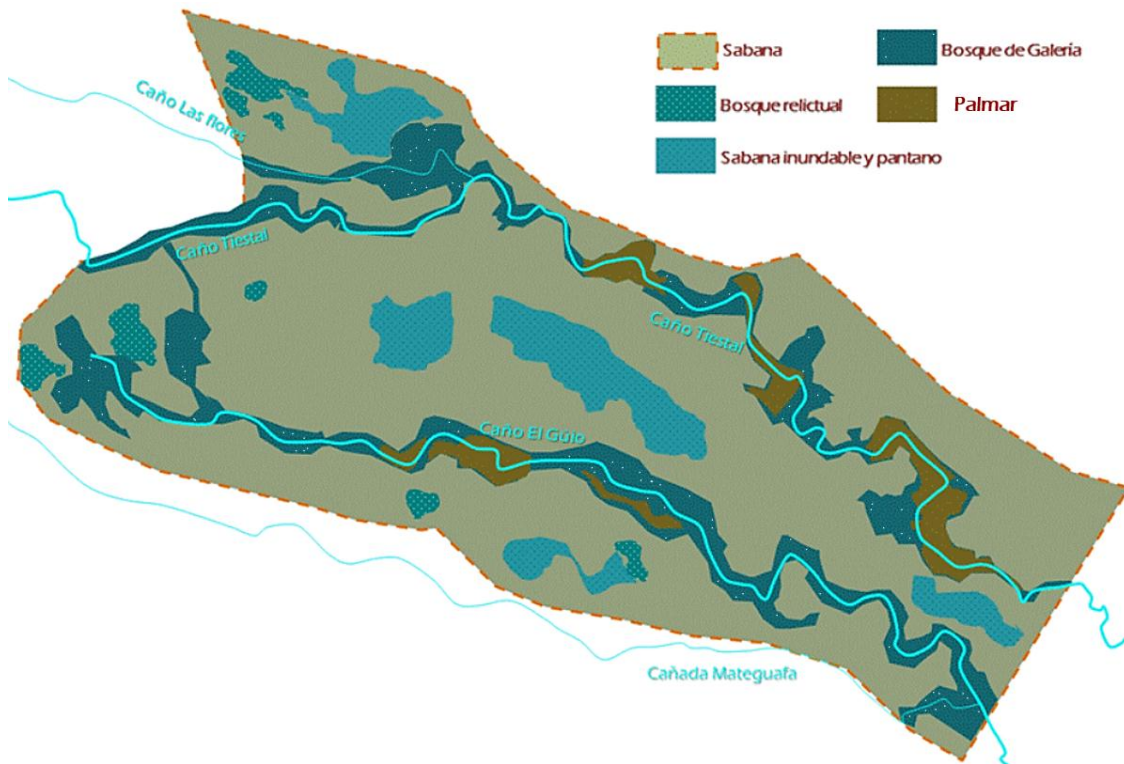 Sabana
Bosque de Galería
Bosque relictual
Palmar
Sabana inundable y pantano
Caño Las flores
Caño Tiestal
Caño Tiestal
Caño El Güio
Cañada Mateguafa